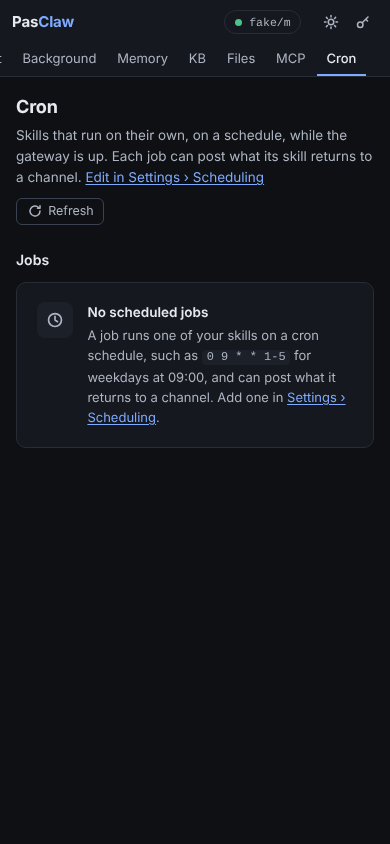 PasClaw
fake/m
Background Memory KB Files MCP Cron
Cron
Skills that run on their own, on a schedule, while the
gateway is up. Each job can post what its skill returns to
a channel. Edit in Settings › Scheduling
Refresh
Jobs
No scheduled jobs
A job runs one of your skills on a cron
schedule, such as 0 9 * * 1-5 for
weekdays at 09:00, and can post what it
returns to a channel. Add one in Settings ›
Scheduling.